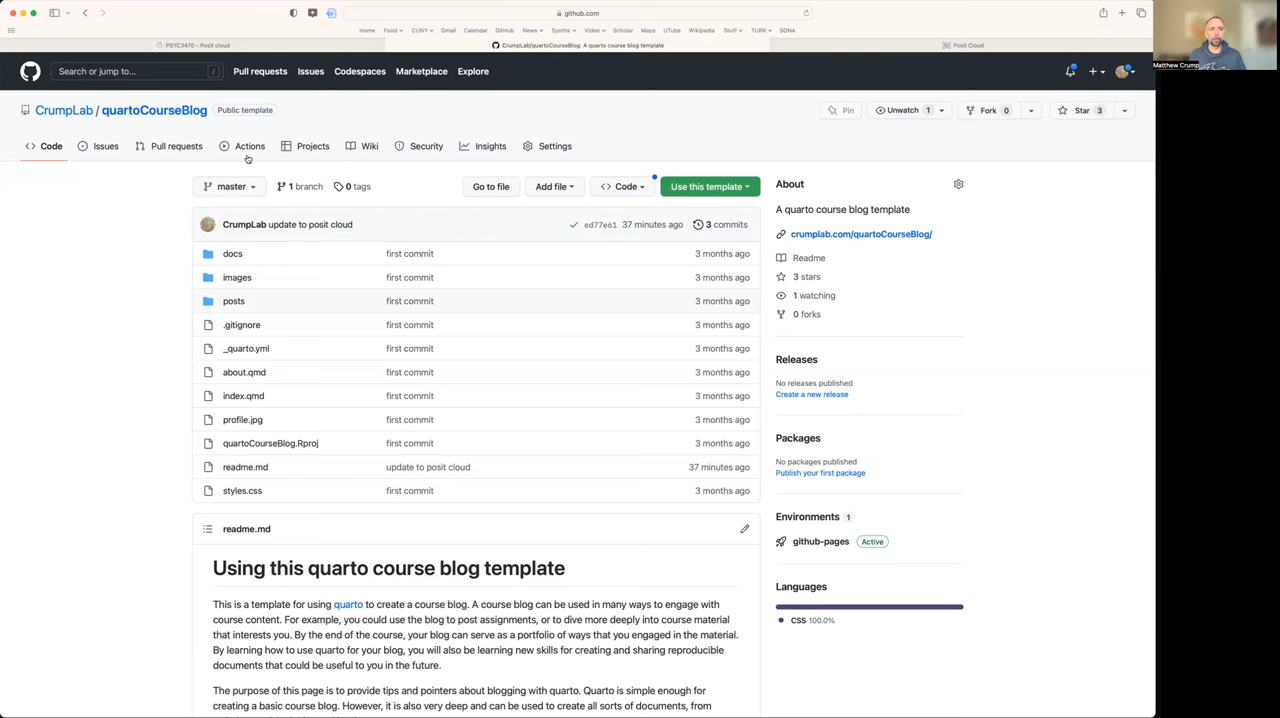 github.com
Home Food CUNY Gmail Calendar GitHub News Synths Video Scholar Maps UTube Wikipedia Stuff TURK SDNA
PSYC3470 - Posit cloud
CrumpLab/quartoCourseBlog: A quarto course blog template
Posit Cloud
Matthew Crump
Search or jump to... /
Pull requests Issues Codespaces Marketplace Explore
CrumpLab / quartoCourseBlog Public template
Pin Unwatch 1 Fork 0 Star 3
Code Issues Pull requests Actions Projects Wiki Security Insights Settings
master 1 branch 0 tags Go to file Add file Code Use this template
CrumpLab update to posit cloud ed77e61 37 minutes ago 3 commits
docs first commit 3 months ago
images first commit 3 months ago
posts first commit 3 months ago
.gitignore first commit 3 months ago
_quarto.yml first commit 3 months ago
about.qmd first commit 3 months ago
index.qmd first commit 3 months ago
profile.jpg first commit 3 months ago
quartoCourseBlog.Rproj first commit 3 months ago
readme.md update to posit cloud 37 minutes ago
styles.css first commit 3 months ago
readme.md
Using this quarto course blog template
This is a template for using quarto to create a course blog. A course blog can be used in many ways to engage with
course content. For example, you could use the blog to post assignments, or to dive more deeply into course material
that interests you. By the end of the course, your blog can serve as a portfolio of ways that you engaged in the material.
By learning how to use quarto for your blog, you will also be learning new skills for creating and sharing reproducible
documents that could be useful to you in the future.
The purpose of this page is to provide tips and pointers about blogging with quarto. Quarto is simple enough for
creating a basic course blog. However, it is also very deep and can be used to create all sorts of documents, from
About
A quarto course blog template
crumplab.com/quartoCourseBlog/
Readme
3 stars
1 watching
0 forks
Releases
No releases published
Create a new release
Packages
No packages published
Publish your first package
Environments 1
github-pages Active
Languages
CSS 100.0%